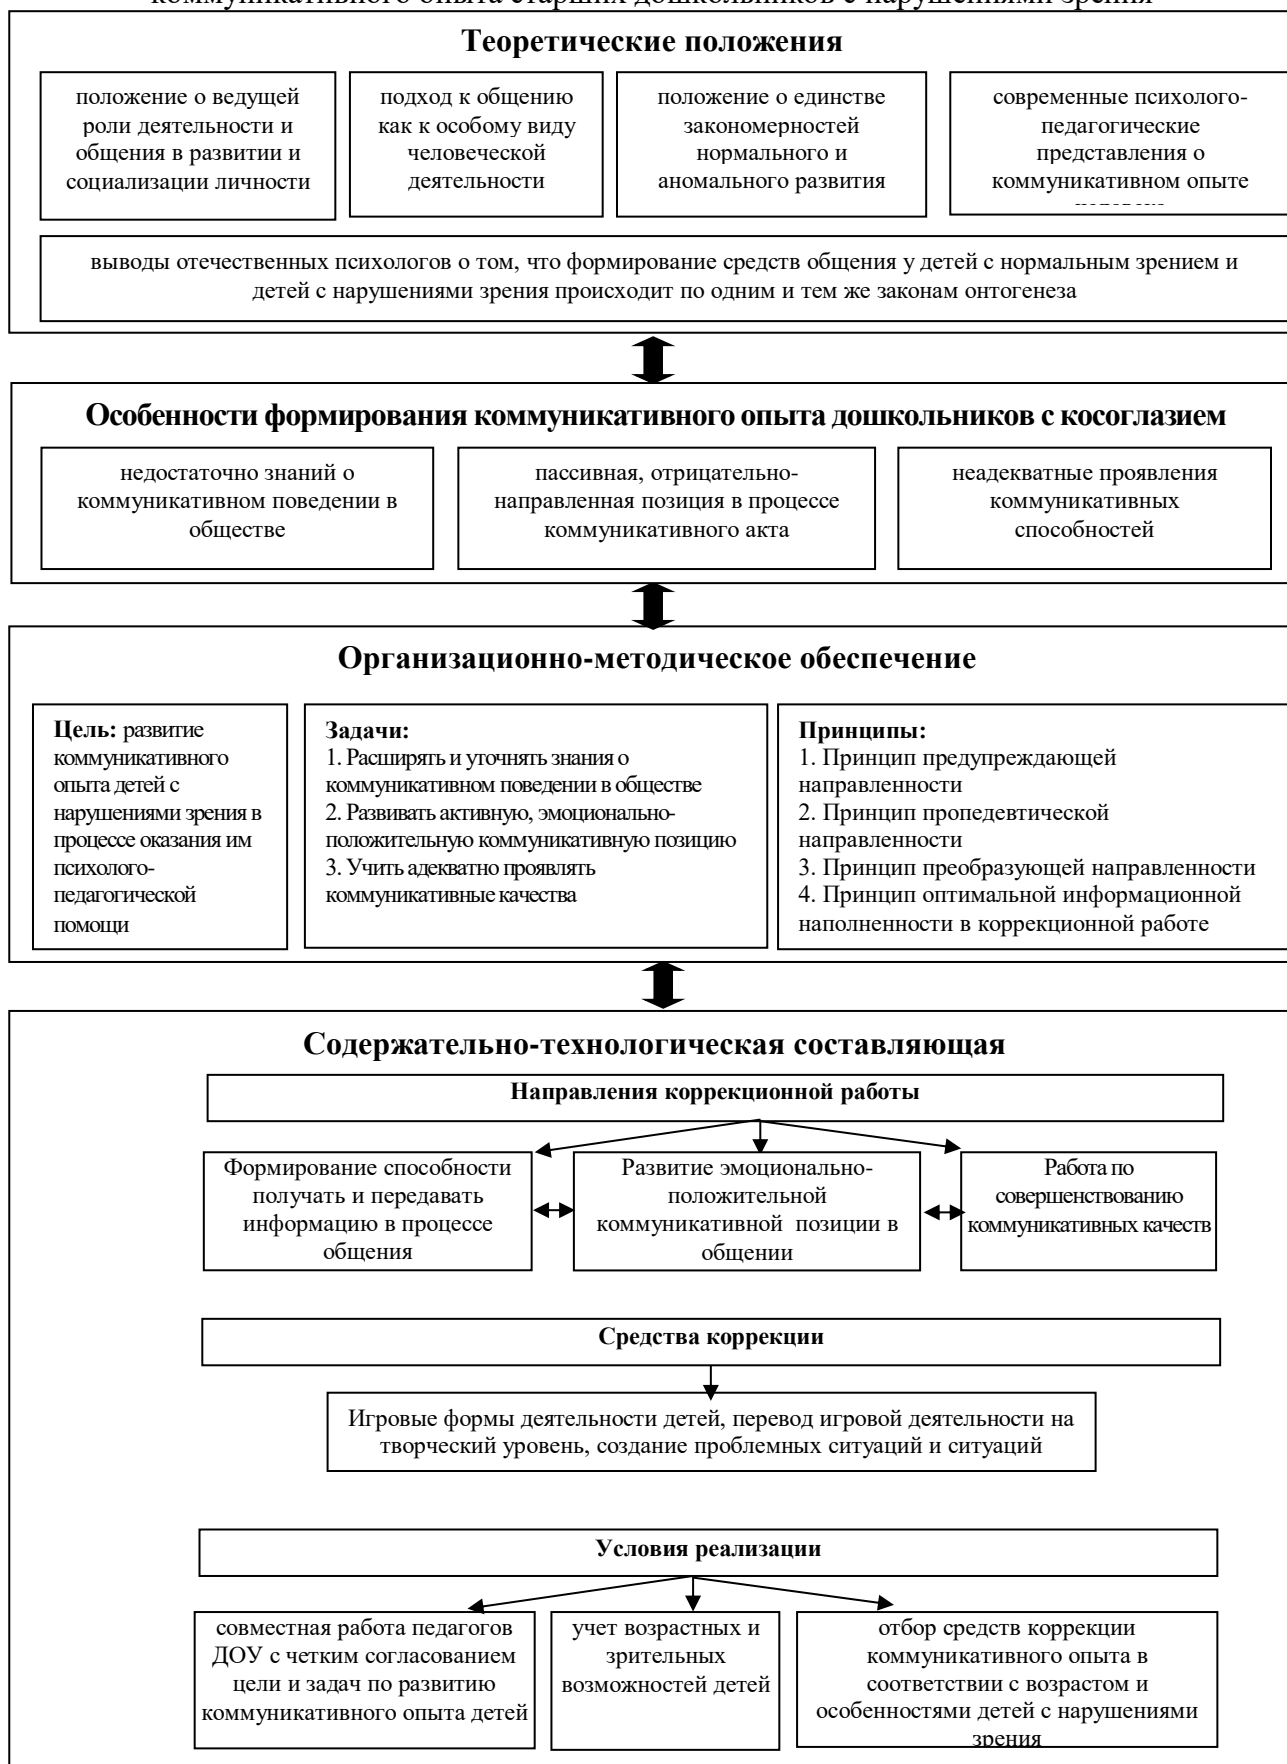 коммуникативного опыта старших дошкольников с нарушениями зрения
Теоретические положения
положение о ведущей
роли деятельности и
общения в развитии и
социализации личности
подход к общению
как к особому виду
человеческой
деятельности
положение о единстве
закономерностей
нормального и
аномального развития
современные психолого-
педагогические
представления о
коммуникативном опыте
выводы отечественных психологов о том, что формирование средств общения у детей с нормальным зрением и
детей с нарушениями зрения происходит по одним и тем же законам онтогенеза
Особенности формирования коммуникативного опыта дошкольников с косоглазием
недостаточно знаний о
коммуникативном поведении в
обществе
пассивная, отрицательно-
направленная позиция в процессе
коммуникативного акта
неадекватные проявления
коммуникативных
способностей
Организационно-методическое обеспечение
Цель: развитие
коммуникативного
опыта детей с
нарушениями зрения в
процессе оказания им
психолого-
педагогической
помощи
Задачи:
1. Расширять и уточнять знания о
коммуникативном поведении в обществе
2. Развивать активную, эмоционально-
положительную коммуникативную позицию
3. Учить адекватно проявлять
коммуникативные качества
Принципы:
1. Принцип предупреждающей
направленности
2. Принцип пропедевтической
направленности
3. Принцип преобразующей направленности
4. Принцип оптимальной информационной
наполненности в коррекционной работе
Содержательно-технологическая составляющая
Направления коррекционной работы
Формирование способности
получать и передавать
информацию в процессе
общения
Развитие эмоционально-
положительной
коммуникативной позиции в
общении
Работа по
совершенствованию
коммуникативных качеств
Средства коррекции
Игровые формы деятельности детей, перевод игровой деятельности на
творческий уровень, создание проблемных ситуаций и ситуаций
Условия реализации
совместная работа педагогов
ДОУ с четким согласованием
цели и задач по развитию
коммуникативного опыта детей
учет возрастных и
зрительных
возможностей детей
отбор средств коррекции
коммуникативного опыта в
соответствии с возрастом и
особенностями детей с нарушениями
зрения